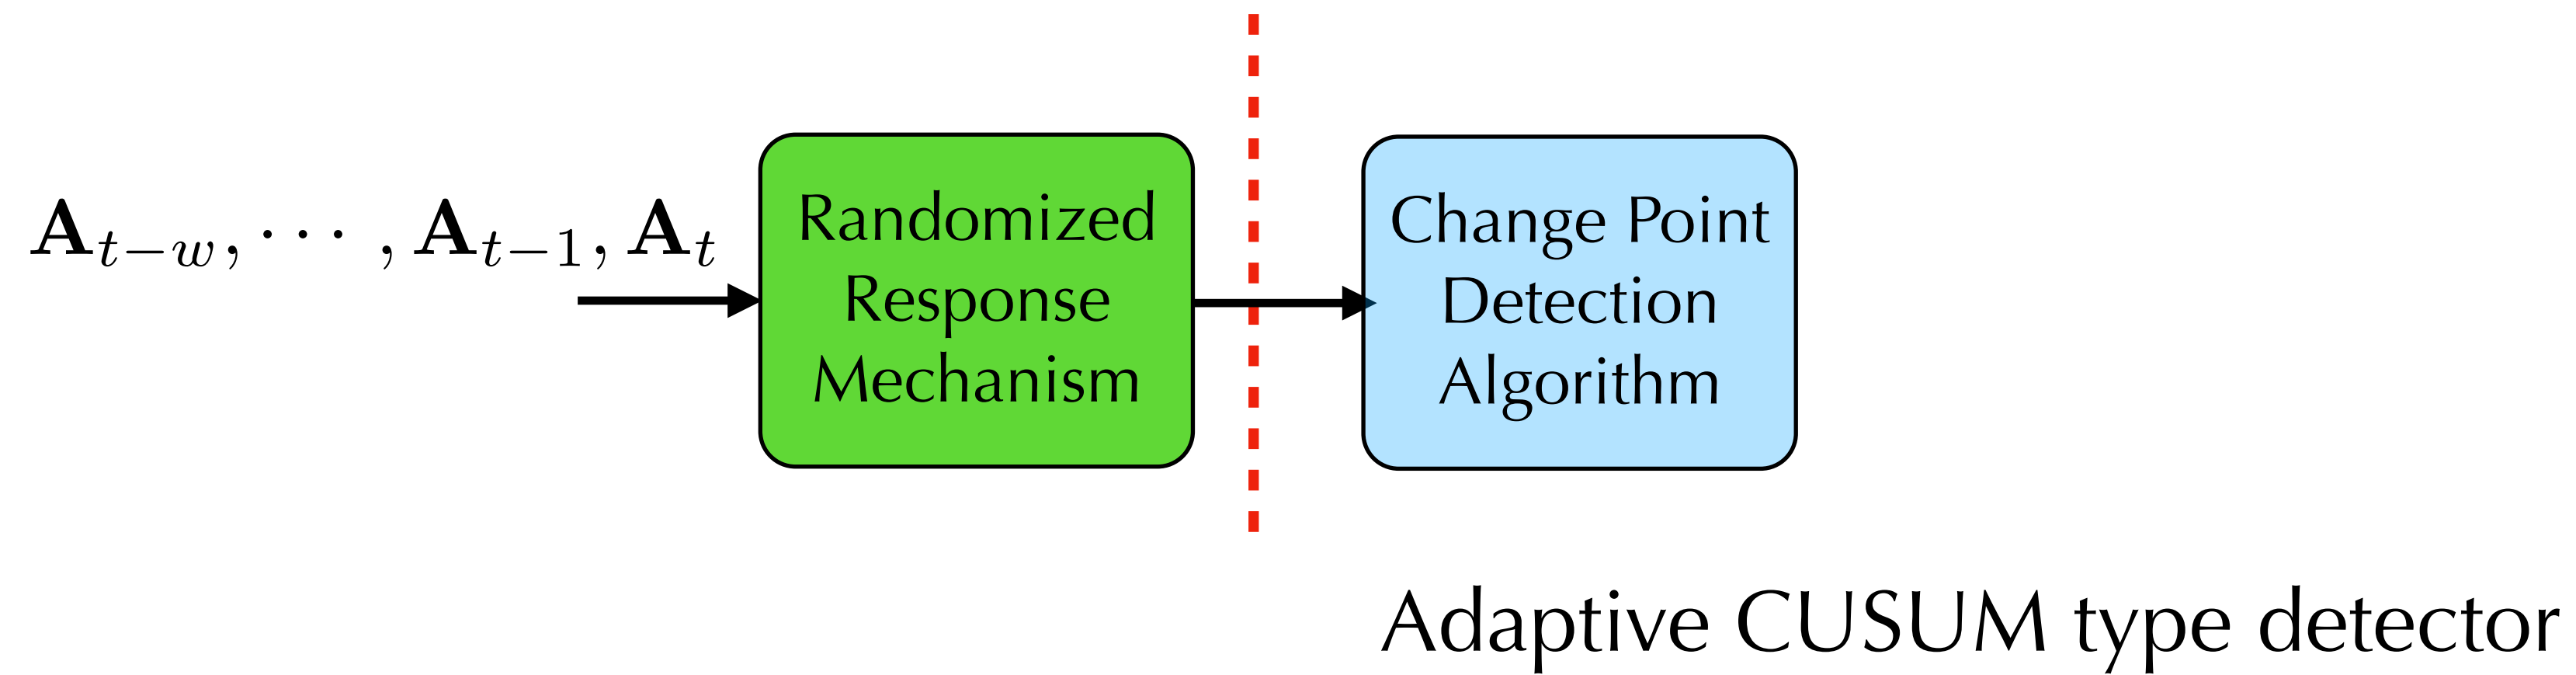 A_{t−w}, ⋯ , A_{t−1}, A_t
Randomized
Response
Mechanism
Change Point
Detection
Algorithm
Adaptive CUSUM type detector